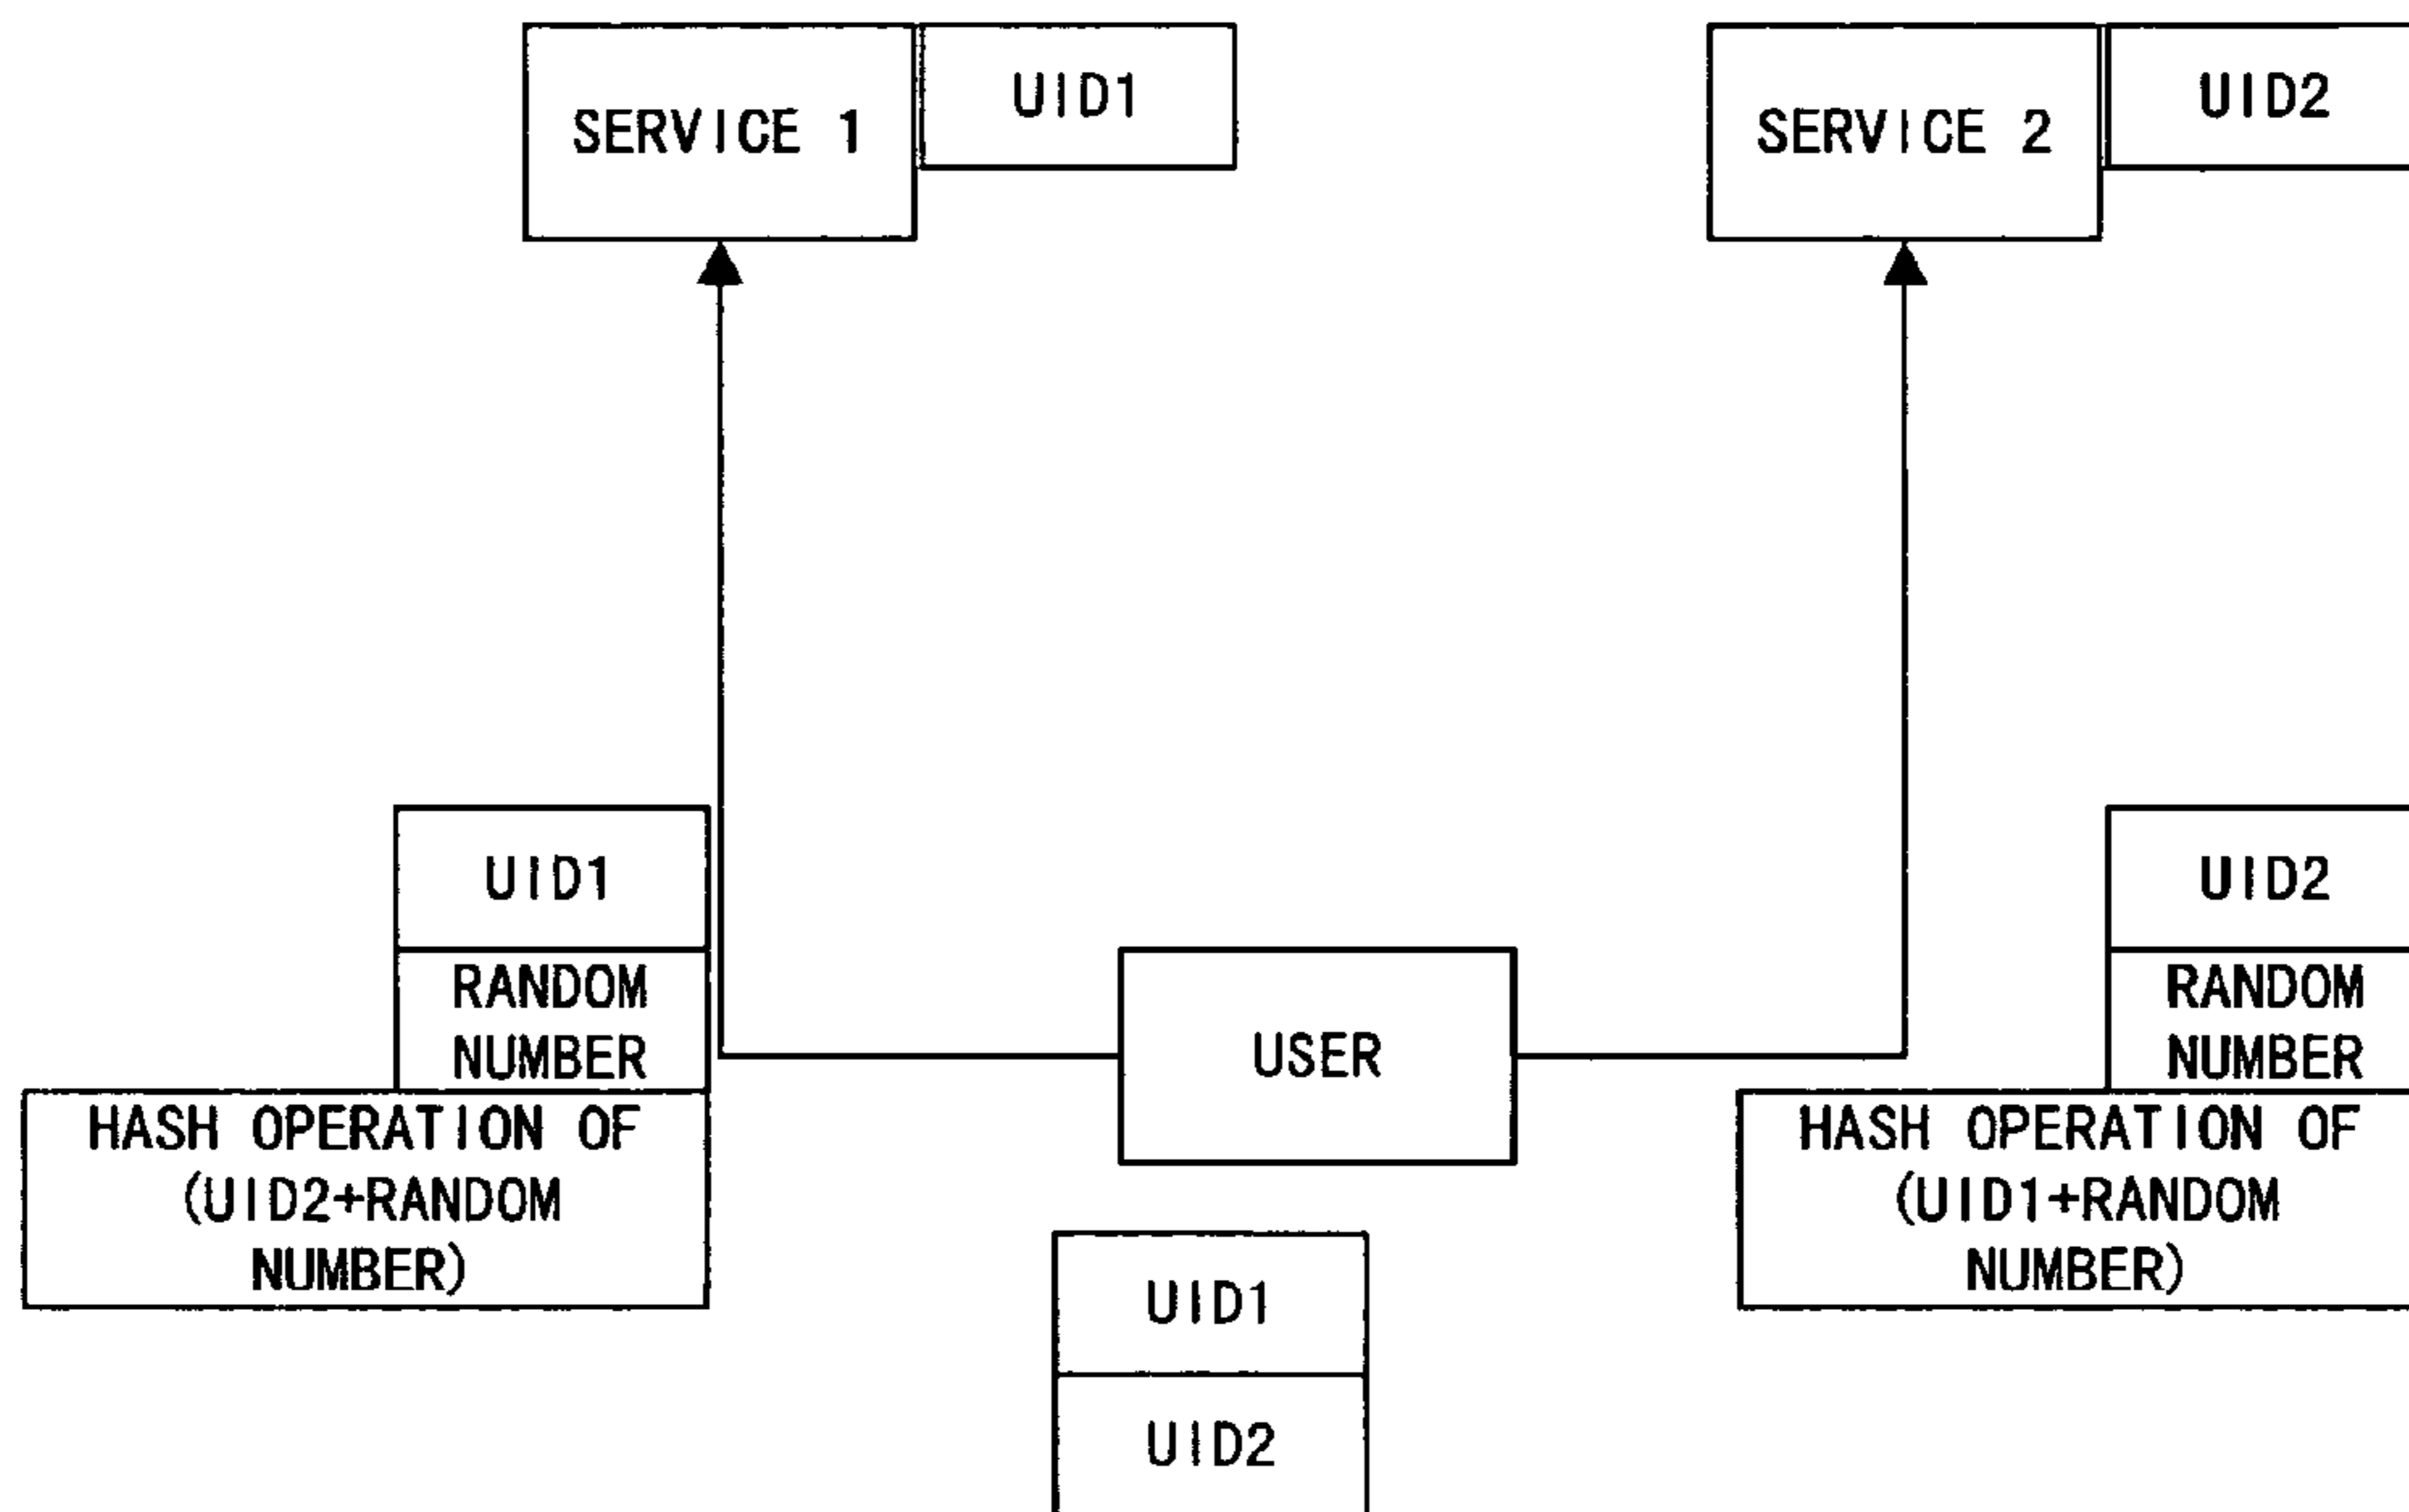 SERVICE 1
UID1
SERVICE 2
UID2
UID1
RANDOM
NUMBER
HASH OPERATION OF
(UID2+RANDOM
NUMBER)
USER
UID1
UID2
UID2
RANDOM
NUMBER
HASH OPERATION OF
(UID1+RANDOM
NUMBER)